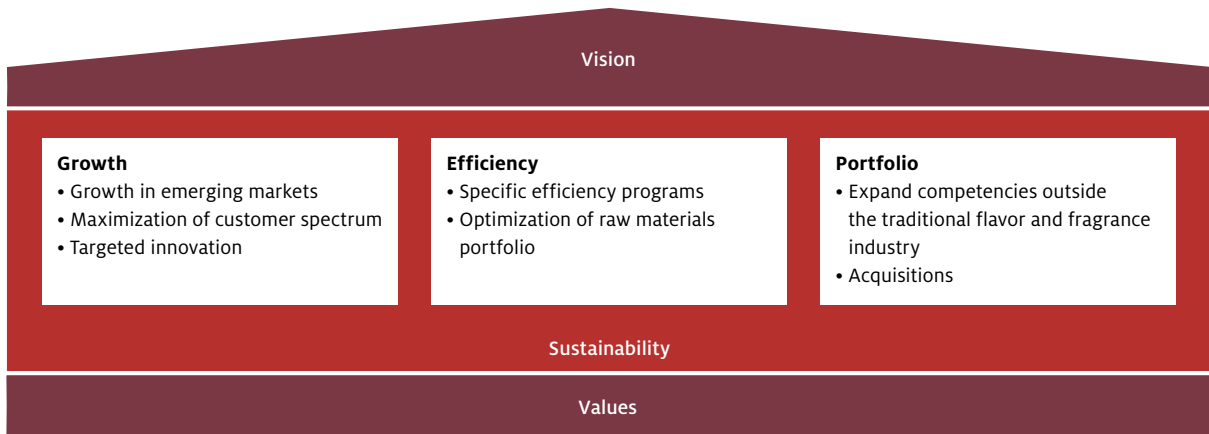 Vision
Growth
• Growth in emerging markets
• Maximization of customer spectrum
• Targeted innovation
Efficiency
• Specific efficiency programs
• Optimization of raw materials
portfolio
Portfolio
• Expand competencies outside
the traditional flavor and fragrance
industry
• Acquisitions
Sustainability
Values